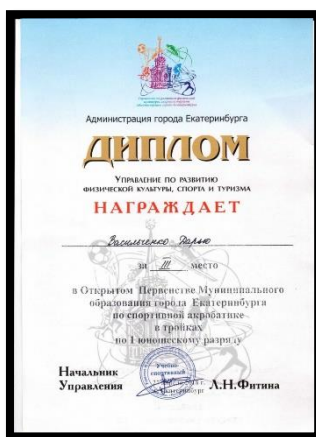 Администрация города Екатеринбурга
ДИПЛОМ
Управление по развитию
физической культуры, спорта и туризма
НАГРАЖДАЕТ
Васильченко Дарью
за III место
в Открытом Первенстве Муниципального
образования города Екатеринбурга
по спортивной акробатике
в тройках
по I юношескому разряду
Начальник
Управления
Л.Н.Фитина